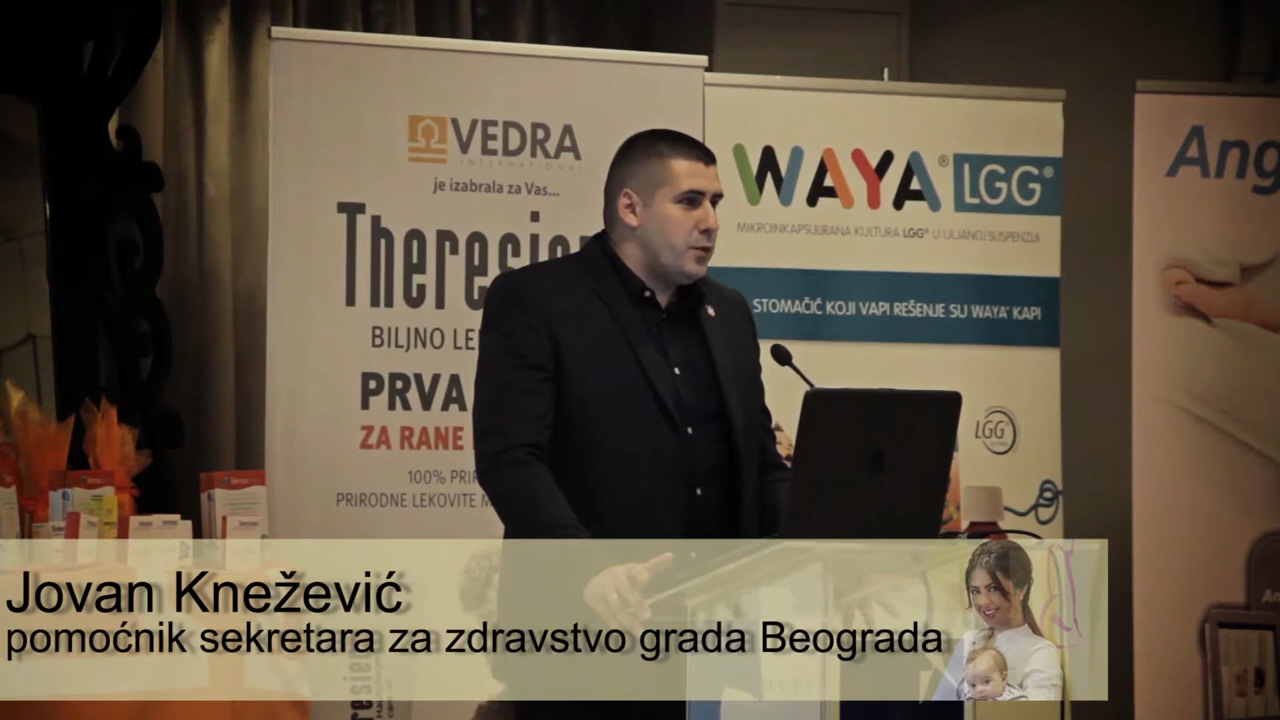 VEDRA
INTERNATIONAL
je izabrala za Vas...
BILJNO
PRVA
ZA RANE
100%
PRIRODNE LEKOVITE
WAYA® LGG®
MIKROINKAPSULIRANA KULTURA LGG® U ULJANOJ SUSPENZIJI
STOMAČIĆ KOJI VAPI REŠENJE SU WAYA® KAPI
LGG®
Jovan Knežević
pomoćnik sekretara za zdravstvo grada Beograda